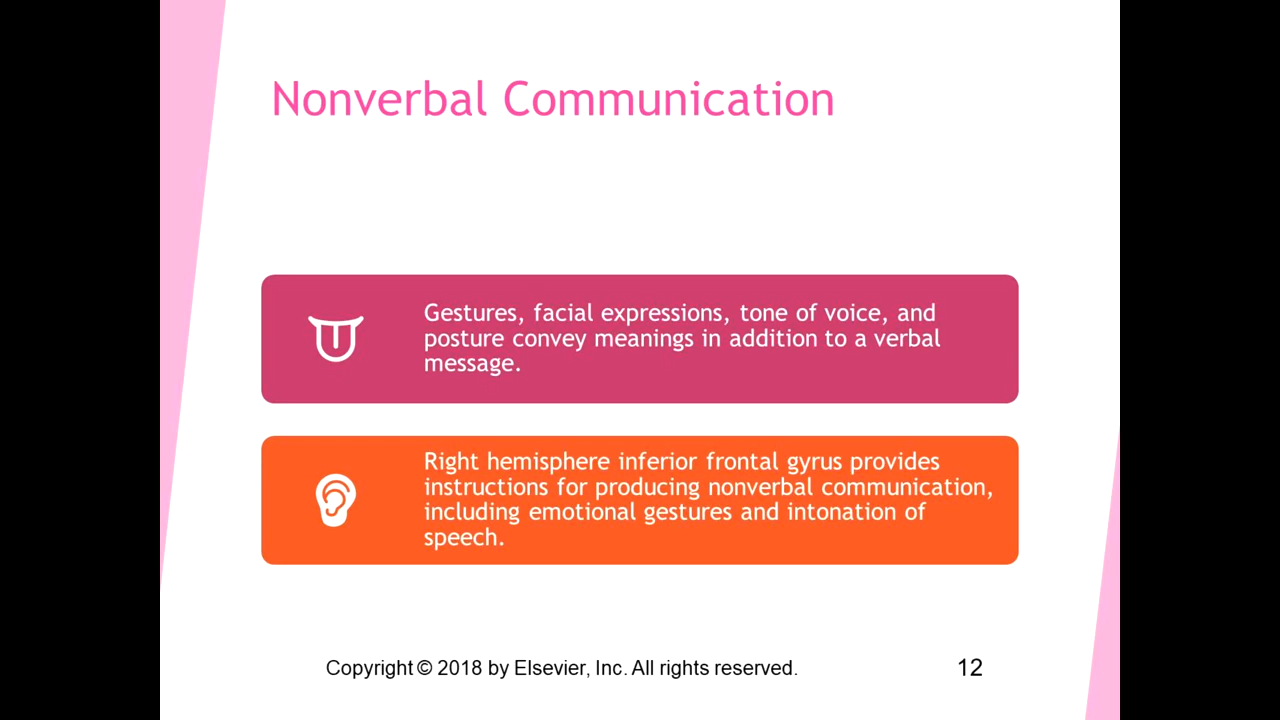 Nonverbal Communication
Gestures, facial expressions, tone of voice, and
posture convey meanings in addition to a verbal
message.
Right hemisphere inferior frontal gyrus provides
instructions for producing nonverbal communication,
including emotional gestures and intonation of
speech.
Copyright © 2018 by Elsevier, Inc. All rights reserved.
12